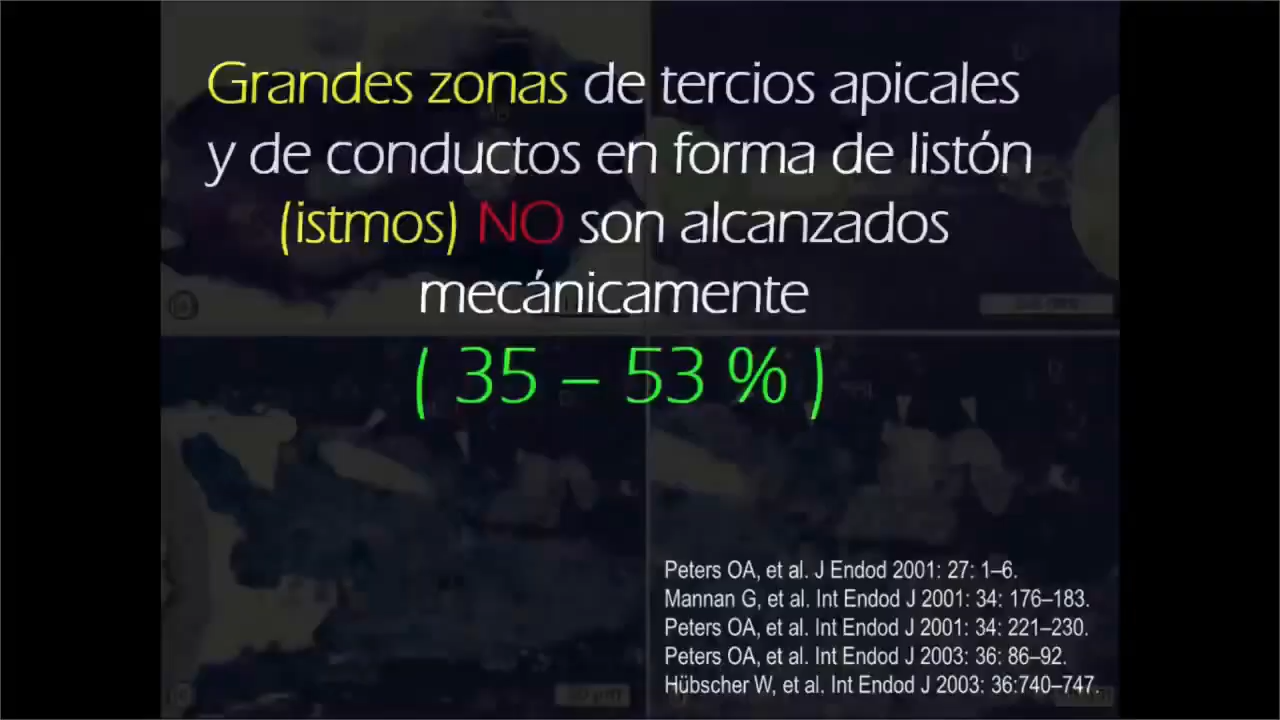 Grandes zonas de tercios apicales
y de conductos en forma de listón
(istmos) NO son alcanzados
mecánicamente
( 35 – 53 % )
Peters OA, et al. J Endod 2001: 27: 1–6.
Mannan G, et al. Int Endod J 2001: 34: 176–183.
Peters OA, et al. Int Endod J 2001: 34: 221–230.
Peters OA, et al. Int Endod J 2003: 36: 86–92.
Hübscher W, et al. Int Endod J 2003: 36:740–747.